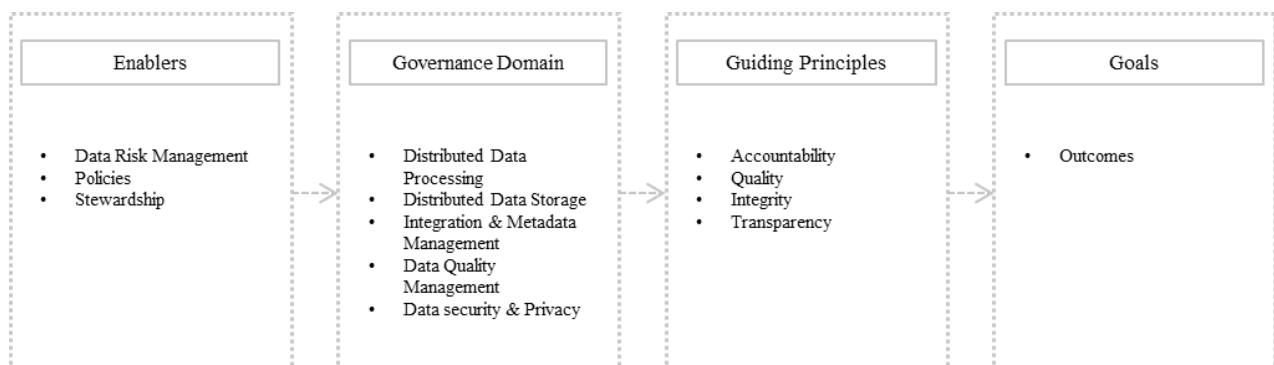 Enablers
• Data Risk Management
• Policies
• Stewardship
Governance Domain
• Distributed Data
Processing
• Distributed Data Storage
• Integration & Metadata
Management
• Data Quality
Management
• Data security & Privacy
Guiding Principles
• Accountability
• Quality
• Integrity
• Transparency
Goals
• Outcomes